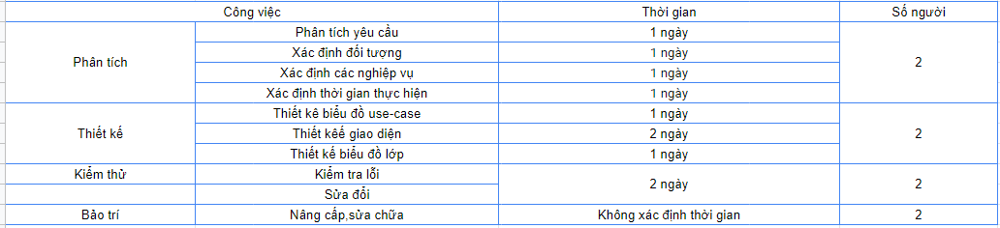 Công việc Thời gian Số người
Phân tích yêu cầu 1 ngày
Xác định đối tượng 1 ngày
Phân tích 2
Xác định các nghiệp vụ 1 ngày
Xác định thời gian thực hiện 1 ngày
Thiết kê biểu đồ use-case 1 ngày
Thiết kế Thiết kêế giao diện 2 ngày 2
Thiết kế biểu đồ lớp 1 ngày
Kiểm thử Kiểm tra lỗi
2 ngày 2
Sửa đổi
Bảo trí Nâng cấp,sửa chữa Không xác định thời gian 2